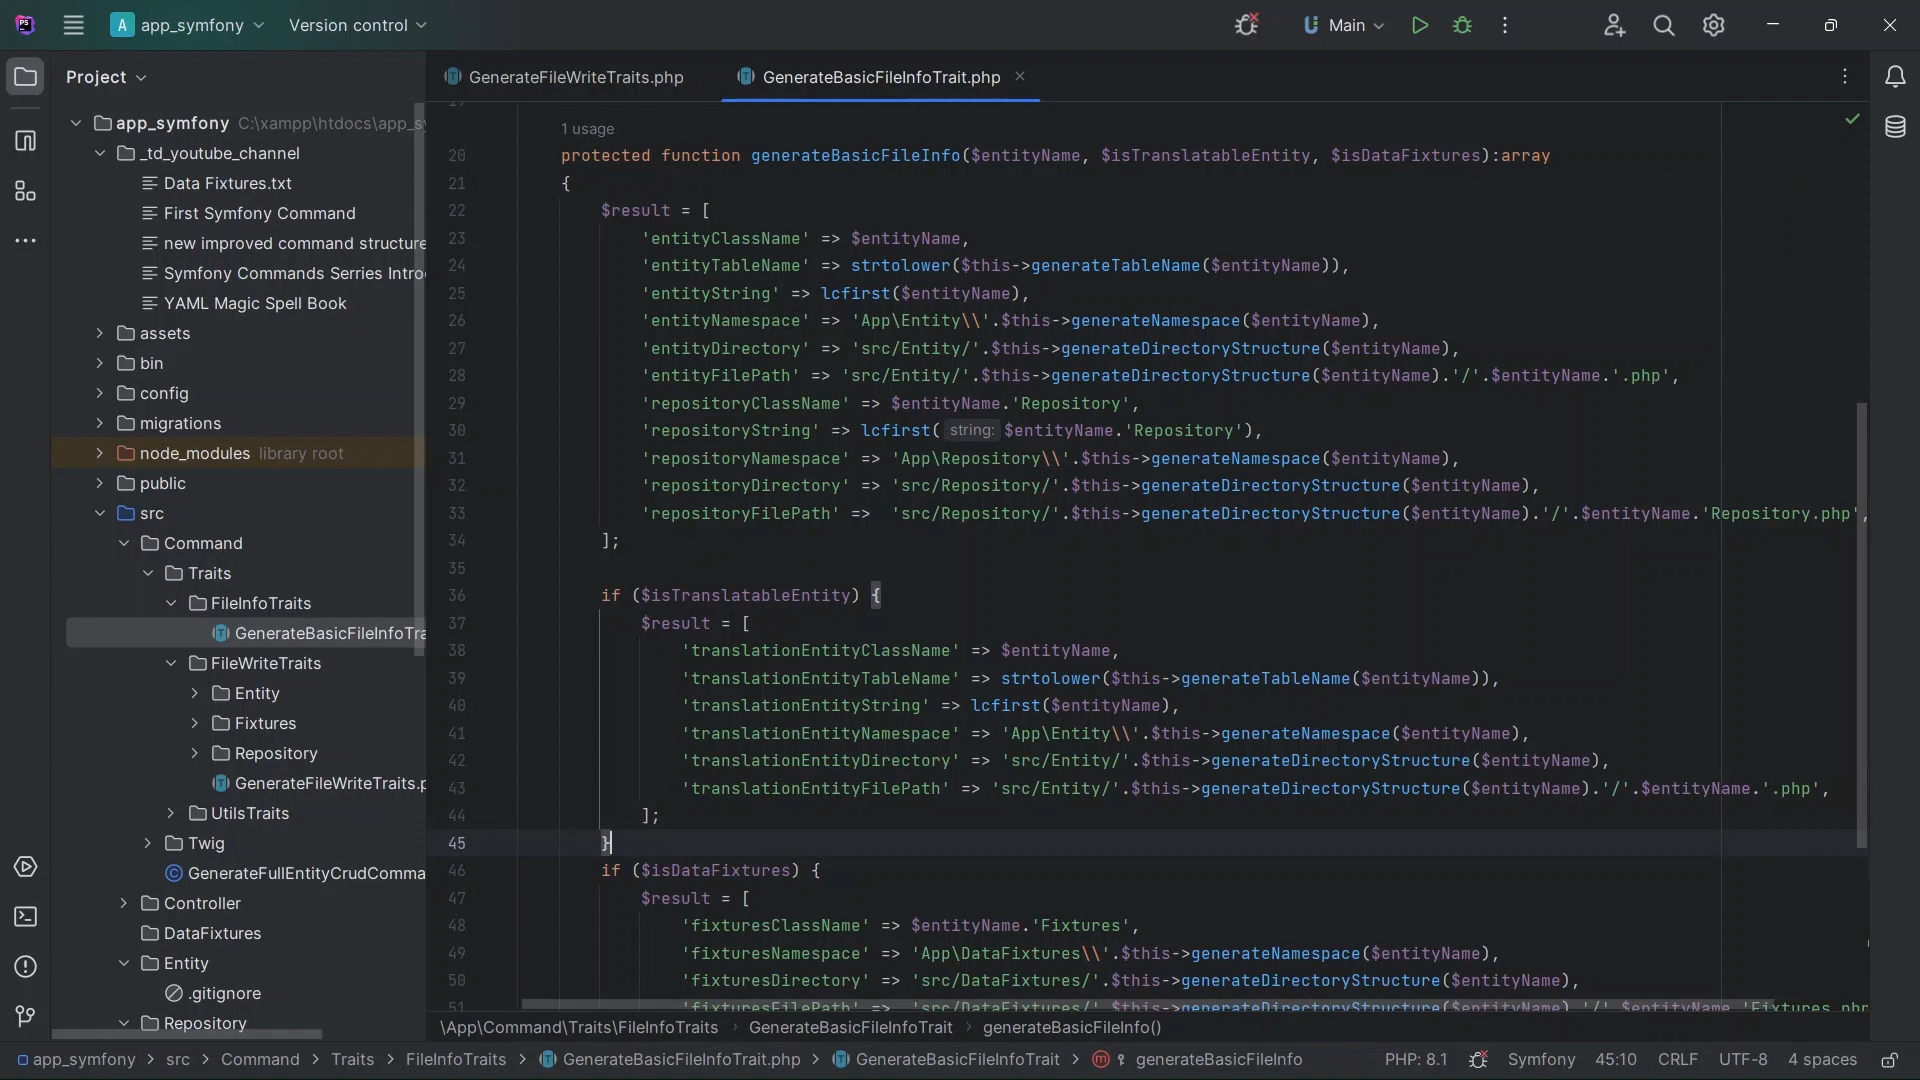 PS A app_symfony Version control Main
Project
GenerateFileWriteTraits.php GenerateBasicFileInfoTrait.php
app_symfony C:\xampp\htdocs\app_s
_td_youtube_channel
Data Fixtures.txt
First Symfony Command
new improved command structure
Symfony Commands Serries Intro
YAML Magic Spell Book
assets
bin
config
migrations
node_modules library root
public
src
Command
Traits
FileInfoTraits
GenerateBasicFileInfoTra
FileWriteTraits
Entity
Fixtures
Repository
GenerateFileWriteTraits.p
UtilsTraits
Twig
GenerateFullEntityCrudComma
Controller
DataFixtures
Entity
.gitignore
Repository
1 usage
20 protected function generateBasicFileInfo($entityName, $isTranslatableEntity, $isDataFixtures):array
21 {
22 $result = [
23 'entityClassName' => $entityName,
24 'entityTableName' => strtolower($this->generateTableName($entityName)),
25 'entityString' => lcfirst($entityName),
26 'entityNamespace' => 'App\Entity\\'.$this->generateNamespace($entityName),
27 'entityDirectory' => 'src/Entity/'.$this->generateDirectoryStructure($entityName),
28 'entityFilePath' => 'src/Entity/'.$this->generateDirectoryStructure($entityName).'/'.$entityName.'.php',
29 'repositoryClassName' => $entityName.'Repository',
30 'repositoryString' => lcfirst( string: $entityName.'Repository'),
31 'repositoryNamespace' => 'App\Repository\\'.$this->generateNamespace($entityName),
32 'repositoryDirectory' => 'src/Repository/'.$this->generateDirectoryStructure($entityName),
33 'repositoryFilePath' =>  'src/Repository/'.$this->generateDirectoryStructure($entityName).'/'.$entityName.'Repository.php',
34 ];
35
36 if ($isTranslatableEntity) {
37 $result = [
38 'translationEntityClassName' => $entityName,
39 'translationEntityTableName' => strtolower($this->generateTableName($entityName)),
40 'translationEntityString' => lcfirst($entityName),
41 'translationEntityNamespace' => 'App\Entity\\'.$this->generateNamespace($entityName),
42 'translationEntityDirectory' => 'src/Entity/'.$this->generateDirectoryStructure($entityName),
43 'translationEntityFilePath' => 'src/Entity/'.$this->generateDirectoryStructure($entityName).'/'.$entityName.'.php',
44 ];
45 }
46 if ($isDataFixtures) {
47 $result = [
48 'fixturesClassName' => $entityName.'Fixtures',
49 'fixturesNamespace' => 'App\DataFixtures\\'.$this->generateNamespace($entityName),
50 'fixturesDirectory' => 'src/DataFixtures/'.$this->generateDirectoryStructure($entityName),
51 'fixturesFilePath' =>  'src/DataFixtures/'.$this->generateDirectoryStructure($entityName).'/'.$entityName.'Fixtures.php
\App\Command\Traits\FileInfoTraits › GenerateBasicFileInfoTrait › generateBasicFileInfo()
app_symfony > src > Command > Traits > FileInfoTraits > GenerateBasicFileInfoTrait.php > GenerateBasicFileInfoTrait > m generateBasicFileInfo PHP: 8.1 Symfony 45:10 CRLF UTF-8 4 spaces